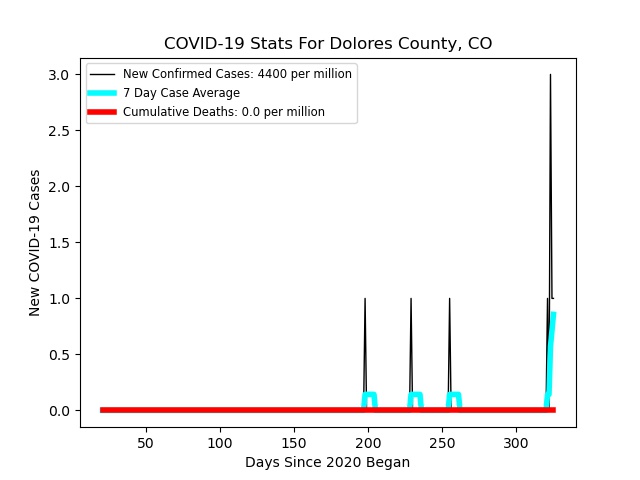 COVID-19 Stats For Dolores County, CO
New Confirmed Cases: 4400 per million
7 Day Case Average
Cumulative Deaths: 0.0 per million
New COVID-19 Cases
3.0
2.5
2.0
1.5
1.0
0.5
0.0
50 100 150 200 250 300
Days Since 2020 Began